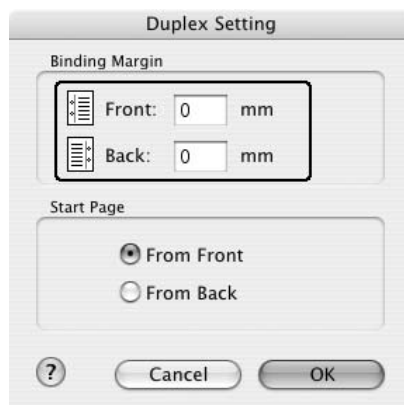 Duplex Setting
Binding Margin
Front: 0 mm
Back: 0 mm
Start Page
From Front
From Back
? Cancel OK